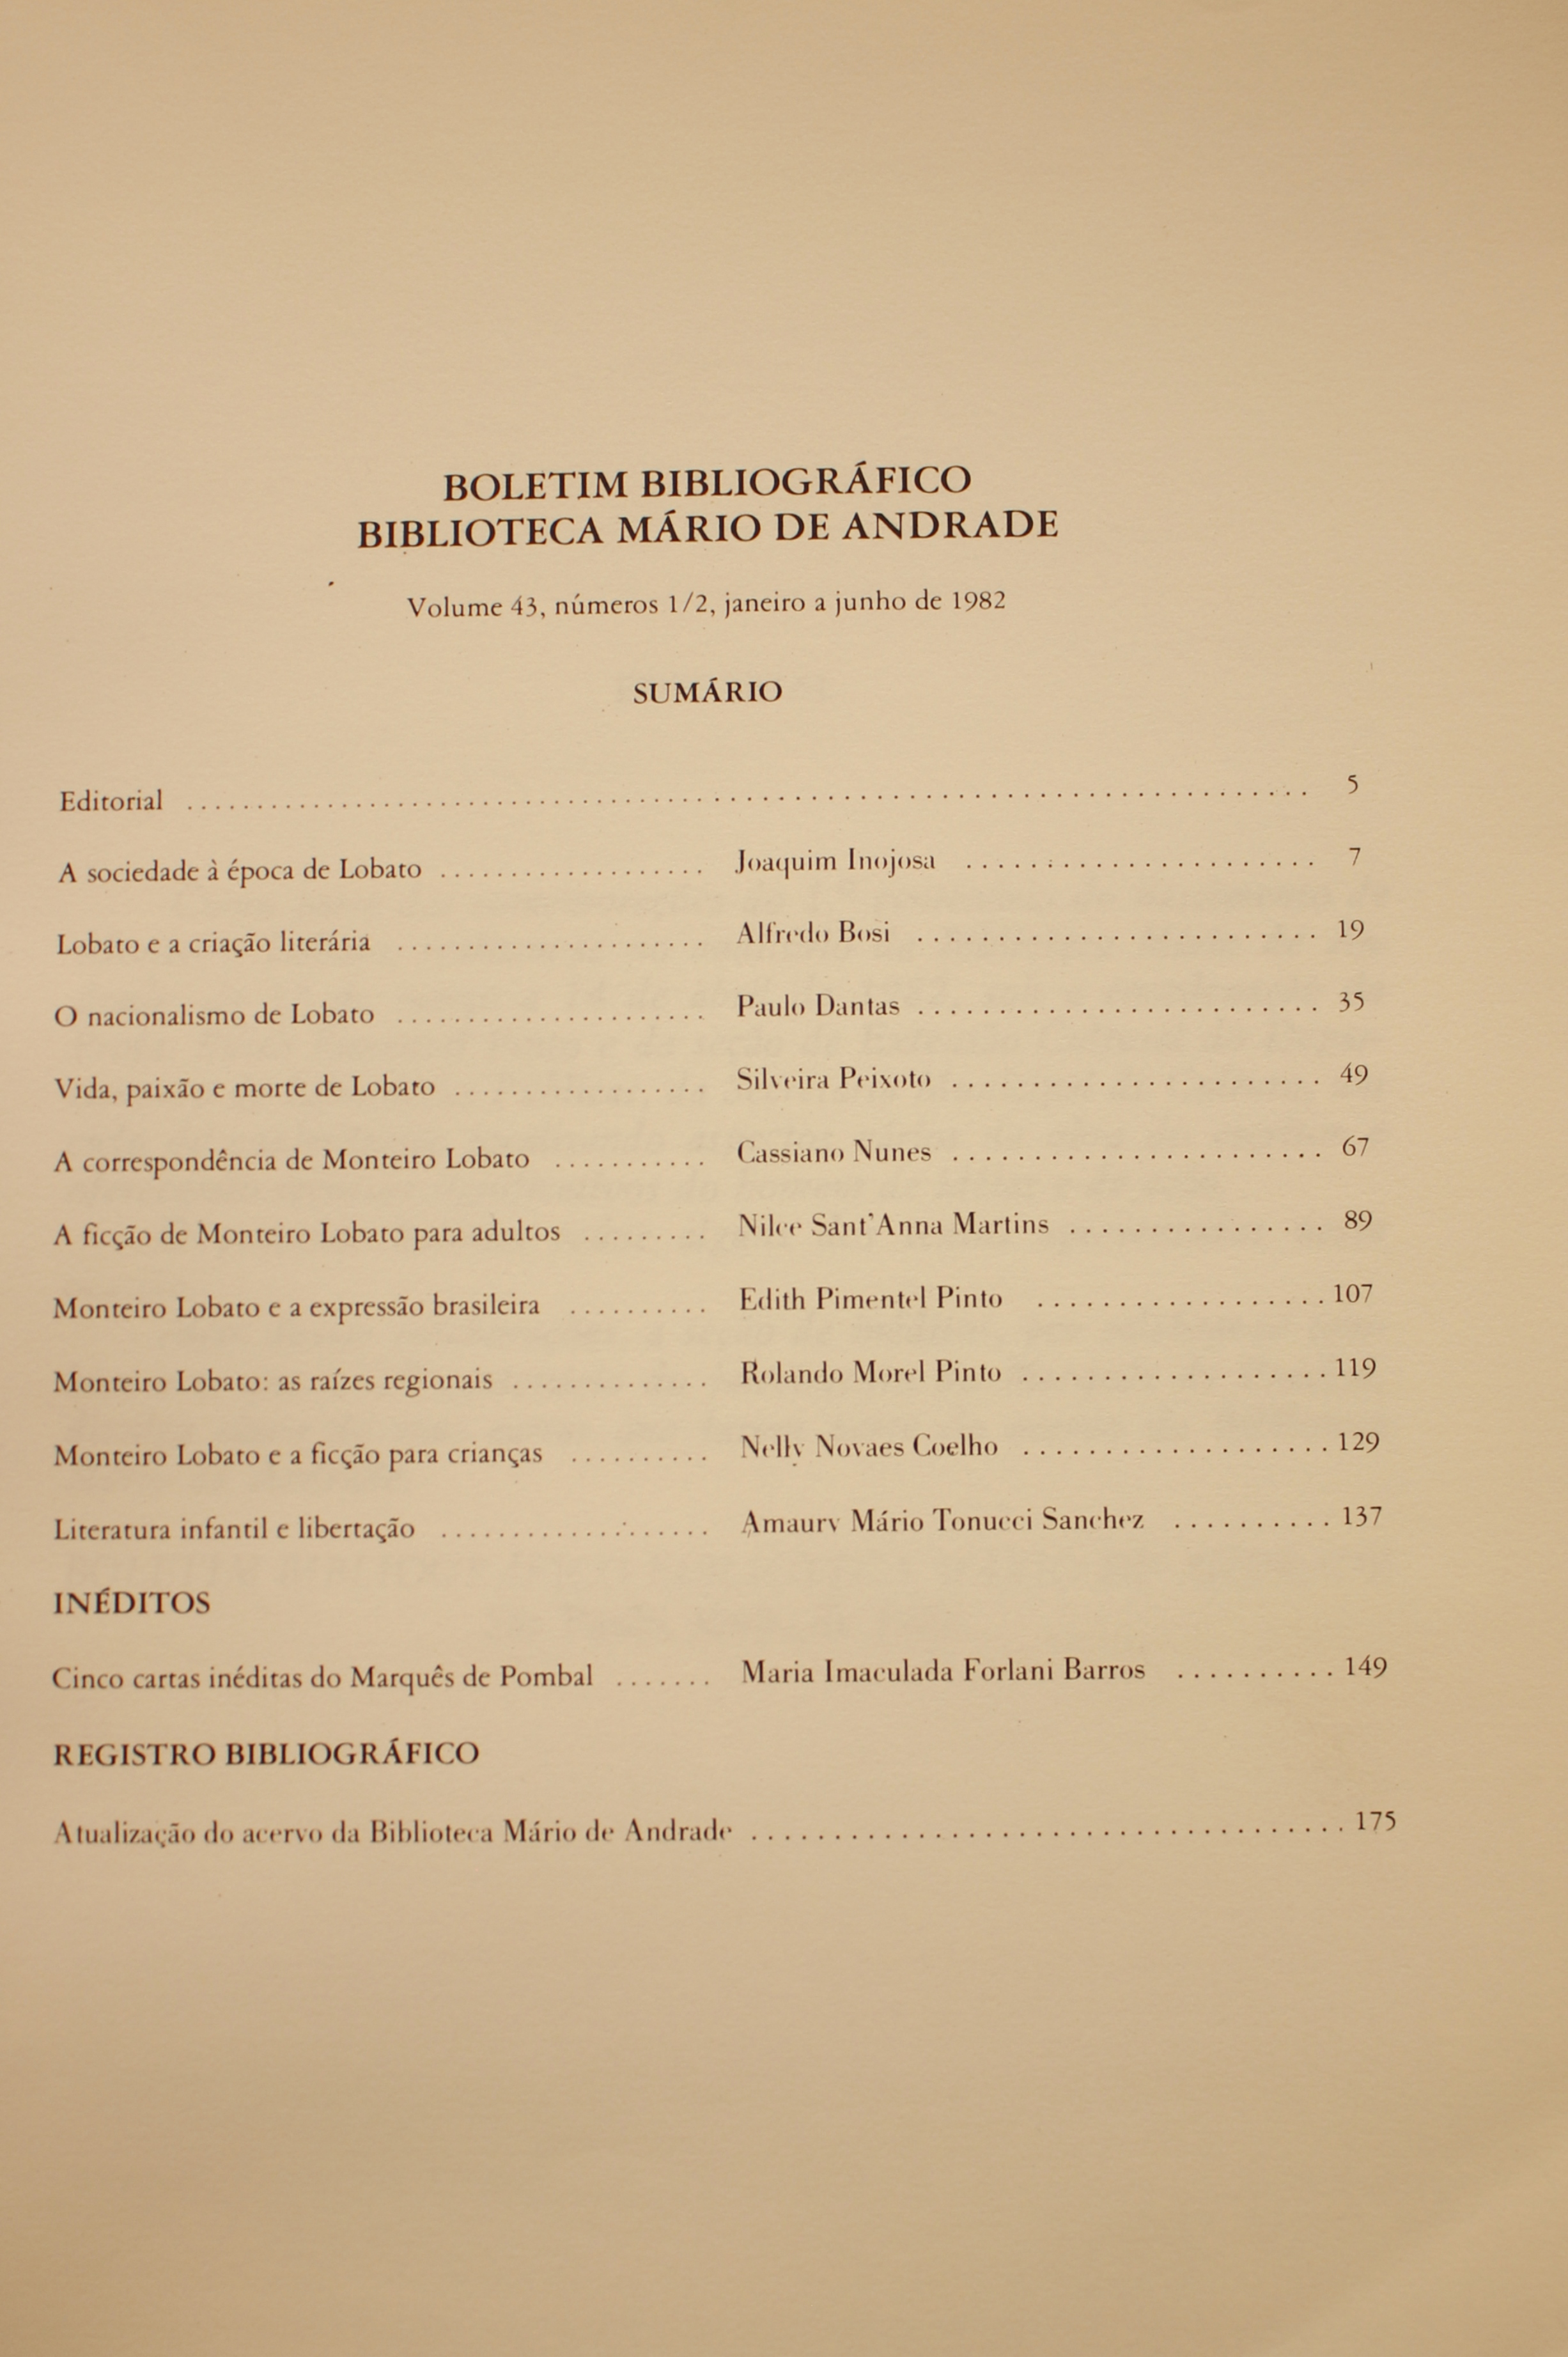 BOLETIM BIBLIOGRÁFICO
BIBLIOTECA MÁRIO DE ANDRADE
Volume 43, números 1/2, janeiro a junho de 1982
SUMÁRIO
Editorial ........................................................................ 5
A sociedade à época de Lobato ................... Joaquim Inojosa ...................... 7
Lobato e a criação literária ...................... Alfredo Bosi ......................... 19
O nacionalismo de Lobato ...................... Paulo Dantas ......................... 35
Vida, paixão e morte de Lobato .................. Silveira Peixoto ....................... 49
A correspondência de Monteiro Lobato ........... Cassiano Nunes ....................... 67
A ficção de Monteiro Lobato para adultos ......... Nilce Sant'Anna Martins ................ 89
Monteiro Lobato e a expressão brasileira .......... Edith Pimentel Pinto .................. 107
Monteiro Lobato: as raízes regionais .............. Rolando Morel Pinto ................... 119
Monteiro Lobato e a ficção para crianças .......... Nelly Novaes Coelho ................... 129
Literatura infantil e libertação ................... Amaury Mário Tonucci Sanchez .......... 137
INÉDITOS
Cinco cartas inéditas do Marquês de Pombal ....... Maria Imaculada Forlani Barros .......... 149
REGISTRO BIBLIOGRÁFICO
Atualização do acervo da Biblioteca Mário de Andrade ..................................... 175